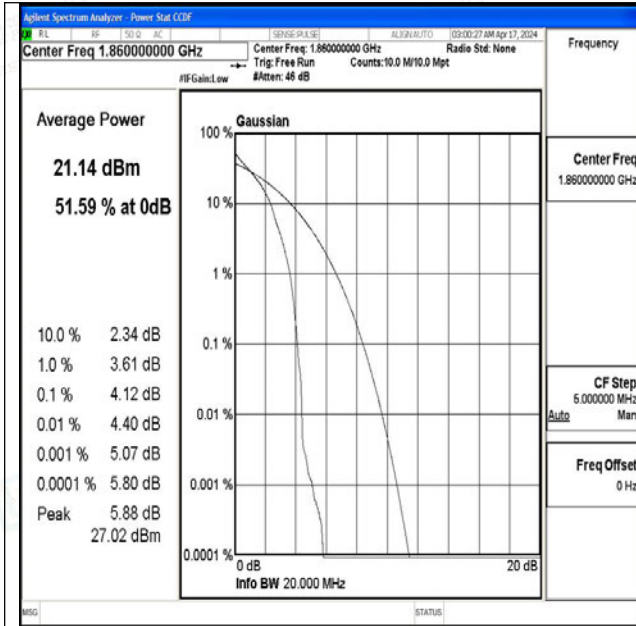 Agilent Spectrum Analyzer - Power Stat CCDF
RL RF 50 Ω AC SENSE:PULSE ALIGN AUTO 03:00:27 AM Apr 17, 2024
Center Freq 1.860000000 GHz
Center Freq: 1.860000000 GHz Radio Std: None
Trig: Free Run Counts:10.0 M/10.0 Mpt
#IFGain:Low #Atten: 46 dB
Frequency
Average Power
21.14 dBm
51.59 % at 0dB
10.0 % 2.34 dB
1.0 % 3.61 dB
0.1 % 4.12 dB
0.01 % 4.40 dB
0.001 % 5.07 dB
0.0001 % 5.80 dB
Peak 5.88 dB
27.02 dBm
Gaussian
100 %
10 %
1 %
0.1 %
0.01 %
0.001 %
0.0001 %
0 dB 20 dB
Info BW 20.000 MHz
Center Freq
1.860000000 GHz
CF Step
5.000000 MHz
Auto Man
Freq Offset
0 Hz
MSG STATUS